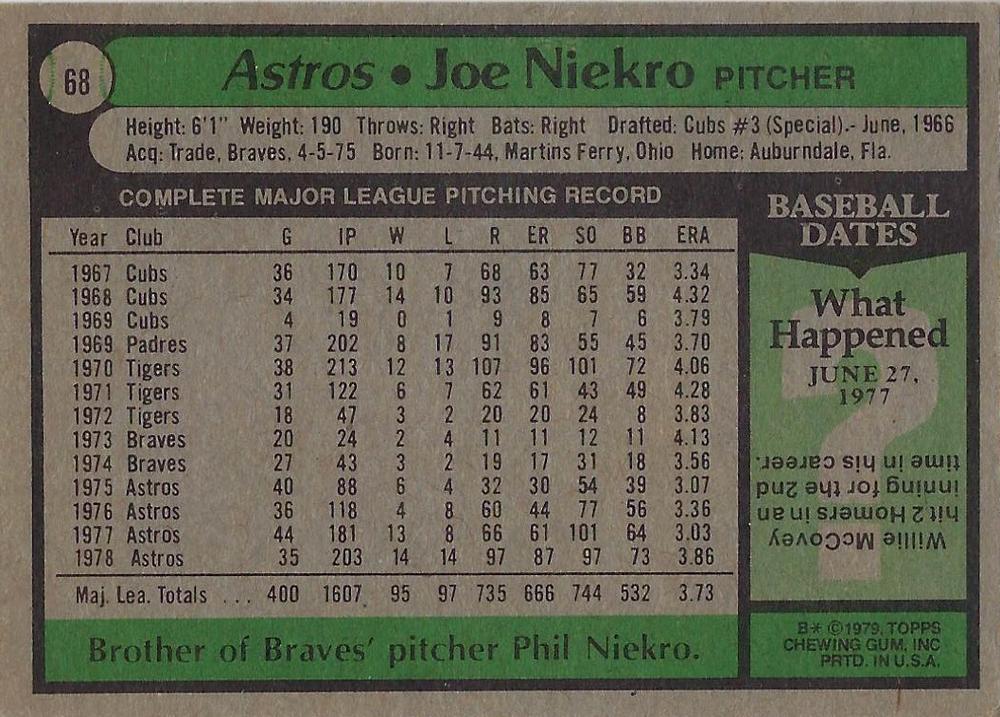 68
Astros • Joe Niekro PITCHER
Height: 6'1" Weight: 190 Throws: Right Bats: Right Drafted: Cubs #3 (Special).- June, 1966
Acq: Trade, Braves, 4-5-75 Born: 11-7-44, Martins Ferry, Ohio Home: Auburndale, Fla.
COMPLETE MAJOR LEAGUE PITCHING RECORD
Year Club G IP W L R ER SO BB ERA
1967 Cubs 36 170 10 7 68 63 77 32 3.34
1968 Cubs 34 177 14 10 93 85 65 59 4.32
1969 Cubs 4 19 0 1 9 8 7 6 3.79
1969 Padres 37 202 8 17 91 83 55 45 3.70
1970 Tigers 38 213 12 13 107 96 101 72 4.06
1971 Tigers 31 122 6 7 62 61 43 49 4.28
1972 Tigers 18 47 3 2 20 20 24 8 3.83
1973 Braves 20 24 2 4 11 11 12 11 4.13
1974 Braves 27 43 3 2 19 17 31 18 3.56
1975 Astros 40 88 6 4 32 30 54 39 3.07
1976 Astros 36 118 4 8 60 44 77 56 3.36
1977 Astros 44 181 13 8 66 61 101 64 3.03
1978 Astros 35 203 14 14 97 87 97 73 3.86
Maj. Lea. Totals ... 400 1607 95 97 735 666 744 532 3.73
Brother of Braves' pitcher Phil Niekro.
BASEBALL
DATES
What
Happened
JUNE 27,
1977
?
Willie McCovey
hit 2 Homers in an
inning for the 2nd
time in his career.
B* ©1979, TOPPS
CHEWING GUM, INC
PRTD. IN U.S.A.